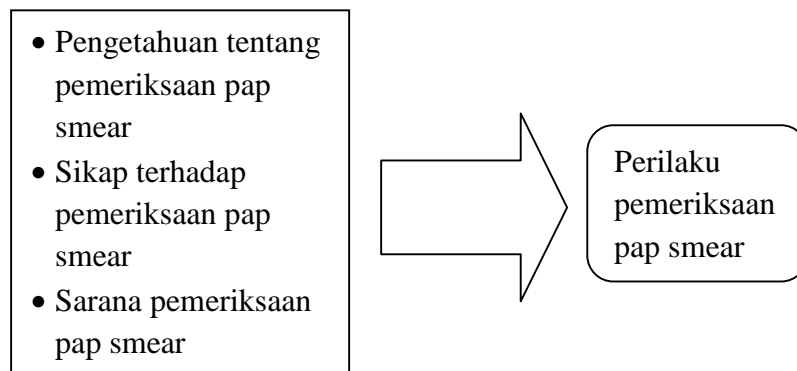 • Pengetahuan tentang
pemeriksaan pap
smear
• Sikap terhadap
pemeriksaan pap
smear
• Sarana pemeriksaan
pap smear
Perilaku
pemeriksaan
pap smear